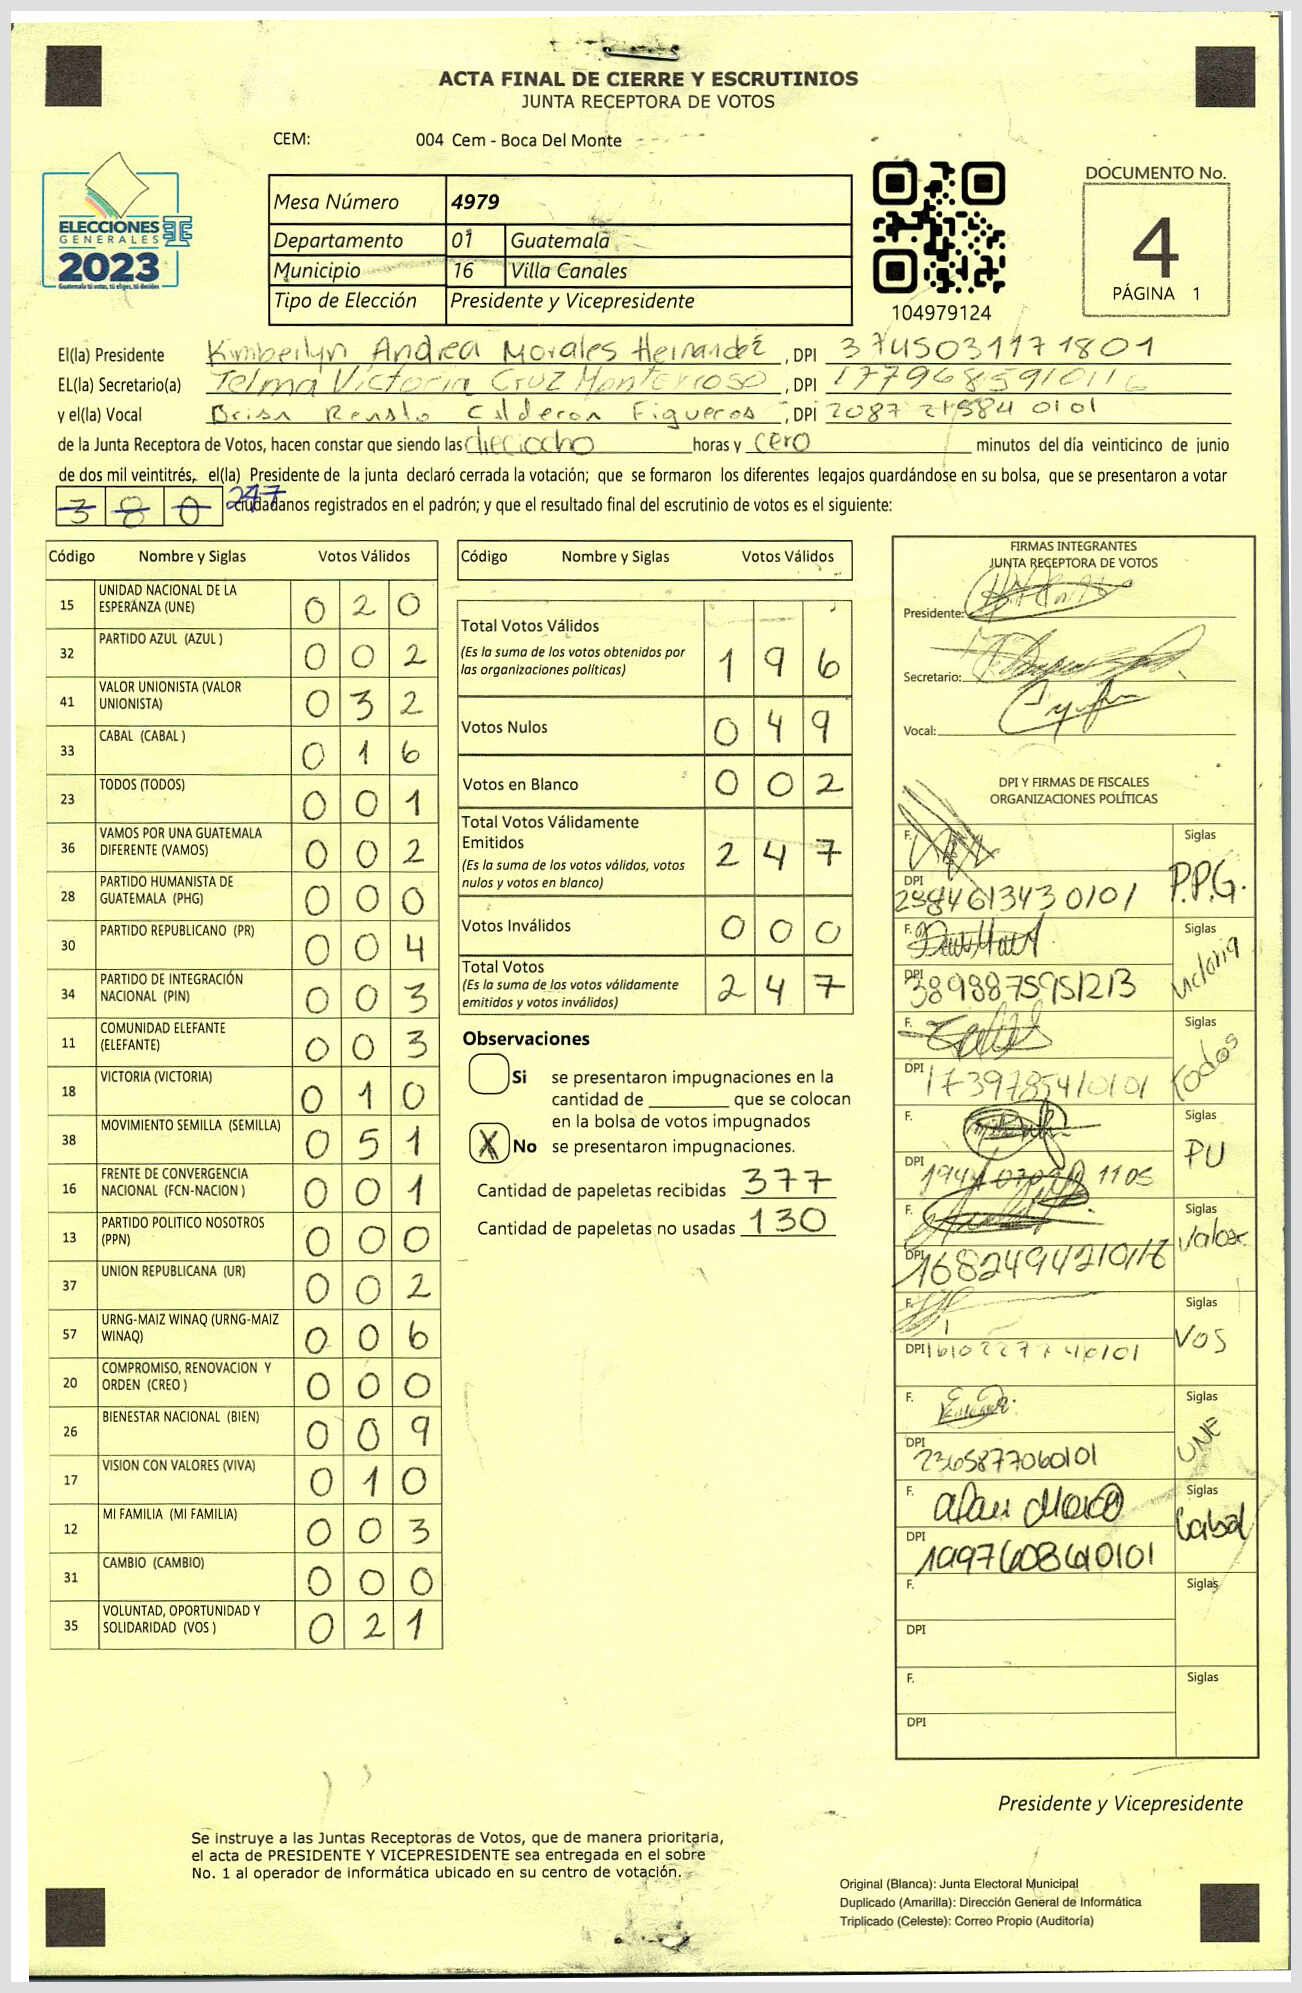 ACTA FINAL DE CIERRE Y ESCRUTINIOS
JUNTA RECEPTORA DE VOTOS
CEM: 004 Cem - Boca Del Monte
ELECCIONES
GENERALES
2023
Guatemala tú votas, tú eliges, tú decides
Mesa Número 4979
Departamento 01 Guatemala
Municipio 16 Villa Canales
Tipo de Elección Presidente y Vicepresidente
104979124
DOCUMENTO No.
4
PÁGINA 1
El(la) Presidente Kimberlyn Andrea Morales Hernandez , DPI 3745031171801
EL(la) Secretario(a) Telma Victoria Cruz Monterroso , DPI 1779685910116
y el(la) Vocal Calderon Figueroa , DPI 2087 21984 0101
de la Junta Receptora de Votos, hacen constar que siendo las dieciocho horas y cero minutos del día veinticinco de junio
de dos mil veintitrés, el(la) Presidente de la junta declaró cerrada la votación; que se formaron los diferentes legajos guardándose en su bolsa, que se presentaron a votar
3 8 0 247 ciudadanos registrados en el padrón; y que el resultado final del escrutinio de votos es el siguiente:
Código Nombre y Siglas Votos Válidos
15 UNIDAD NACIONAL DE LA ESPERANZA (UNE) 0 2 0
32 PARTIDO AZUL (AZUL ) 0 0 2
41 VALOR UNIONISTA (VALOR UNIONISTA) 0 3 2
33 CABAL (CABAL ) 0 1 6
23 TODOS (TODOS) 0 0 1
36 VAMOS POR UNA GUATEMALA DIFERENTE (VAMOS) 0 0 2
28 PARTIDO HUMANISTA DE GUATEMALA (PHG) 0 0 0
30 PARTIDO REPUBLICANO (PR) 0 0 4
34 PARTIDO DE INTEGRACIÓN NACIONAL (PIN) 0 0 3
11 COMUNIDAD ELEFANTE (ELEFANTE) 0 0 3
18 VICTORIA (VICTORIA) 0 1 0
38 MOVIMIENTO SEMILLA (SEMILLA) 0 5 1
16 FRENTE DE CONVERGENCIA NACIONAL (FCN-NACION ) 0 0 1
13 PARTIDO POLITICO NOSOTROS (PPN) 0 0 0
37 UNION REPUBLICANA (UR) 0 0 2
57 URNG-MAIZ WINAQ (URNG-MAIZ WINAQ) 0 0 6
20 COMPROMISO, RENOVACION Y ORDEN (CREO ) 0 0 0
26 BIENESTAR NACIONAL (BIEN) 0 0 9
17 VISION CON VALORES (VIVA) 0 1 0
12 MI FAMILIA (MI FAMILIA) 0 0 3
31 CAMBIO (CAMBIO) 0 0 0
35 VOLUNTAD, OPORTUNIDAD Y SOLIDARIDAD (VOS ) 0 2 1
Código Nombre y Siglas Votos Válidos
Total Votos Válidos 1 9 6
(Es la suma de los votos obtenidos por
las organizaciones políticas)
Votos Nulos 0 4 9
Votos en Blanco 0 0 2
Total Votos Válidamente
Emitidos 2 4 7
(Es la suma de los votos válidos, votos
nulos y votos en blanco)
Votos Inválidos 0 0 0
Total Votos 2 4 7
(Es la suma de los votos válidamente
emitidos y votos inválidos)
Observaciones
Si se presentaron impugnaciones en la
cantidad de ________ que se colocan
en la bolsa de votos impugnados
X No se presentaron impugnaciones.
Cantidad de papeletas recibidas 377
Cantidad de papeletas no usadas 130
FIRMAS INTEGRANTES
JUNTA RECEPTORA DE VOTOS
Presidente:
Secretario:
Vocal:
DPI Y FIRMAS DE FISCALES
ORGANIZACIONES POLÍTICAS
F. Siglas
DPI 2984613430101 P.P.G.
F. Siglas
DPI 3898875951213 Victoria
F. Siglas
DPI 1739785410101 todos
F. Siglas
DPI 1105 PU
F. Siglas
DPI 1682494210116 Valor
F. Siglas
DPI 1610227740101 VOS
F. Siglas
DPI 2365877060101 UNE
F. Siglas
DPI 1997608610101 Cabal
F. Siglas
DPI
F. Siglas
DPI
Presidente y Vicepresidente
Se instruye a las Juntas Receptoras de Votos, que de manera prioritaria,
el acta de PRESIDENTE Y VICEPRESIDENTE sea entregada en el sobre
No. 1 al operador de informática ubicado en su centro de votación.
Original (Blanca): Junta Electoral Municipal
Duplicado (Amarilla): Dirección General de Informática
Triplicado (Celeste): Correo Propio (Auditoría)